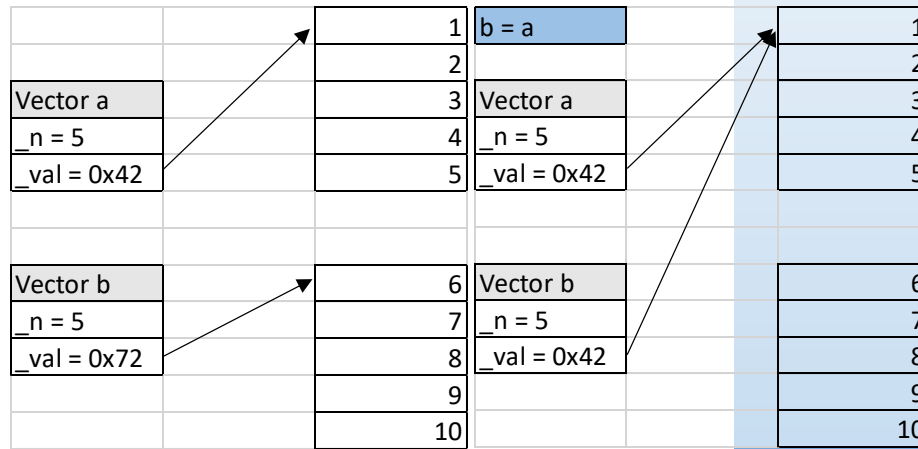 1
2
Vector a
3
_n = 5
4
_val = 0x42
5
Vector b
6
_n = 5
7
_val = 0x72
8
9
10
b = a
1
2
Vector a
3
_n = 5
4
_val = 0x42
5
Vector b
6
_n = 5
7
_val = 0x42
8
9
10